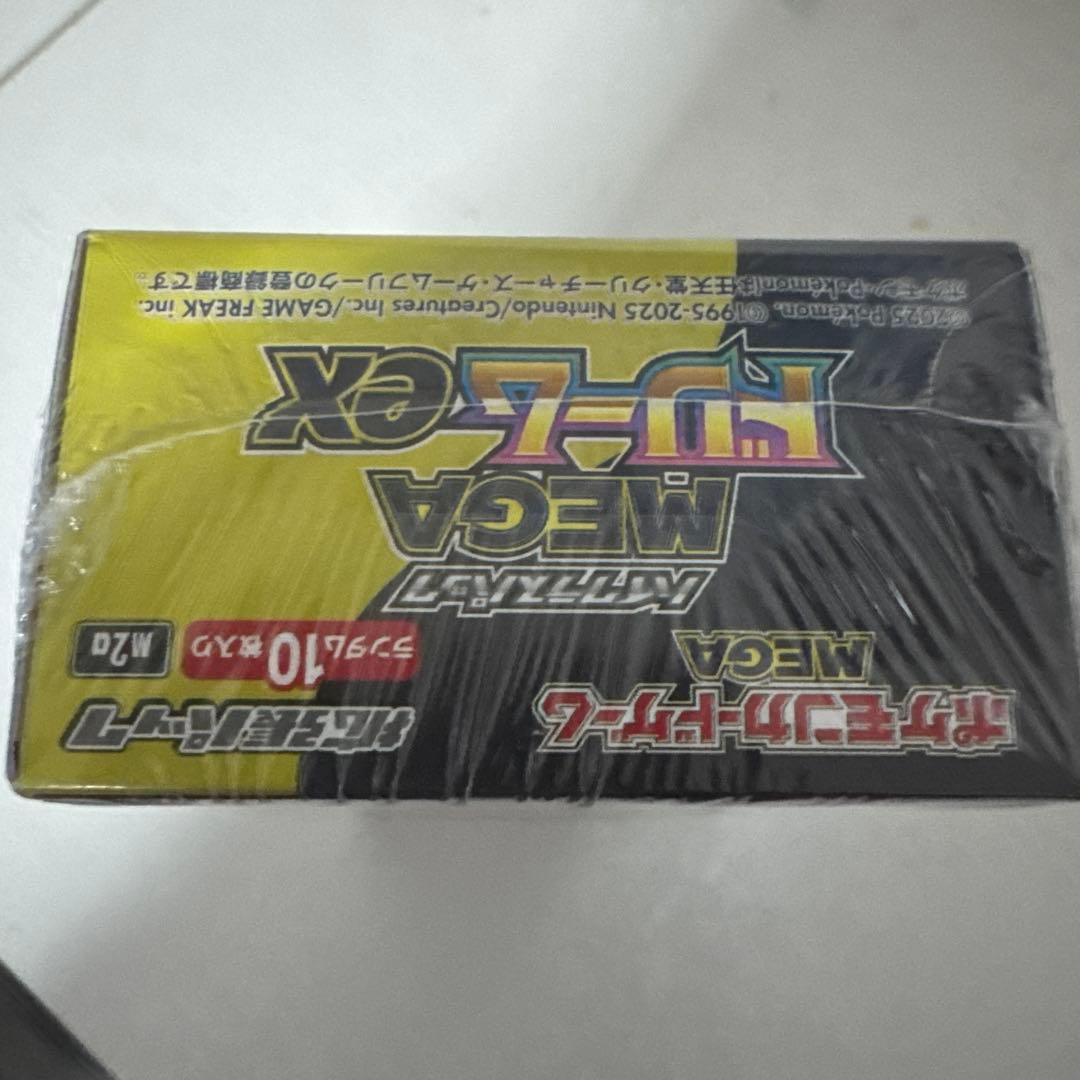 ポケモンカードゲーム
MEGA
拡張パック
ランダム10枚入り
M2a
ハイクラスパック
MEGA
ドリームex
©2025 Pokémon. ©1995-2025 Nintendo/Creatures Inc./GAME FREAK inc.
ポケモン・Pokémonは任天堂・クリーチャーズ・ゲームフリークの登録商標です。